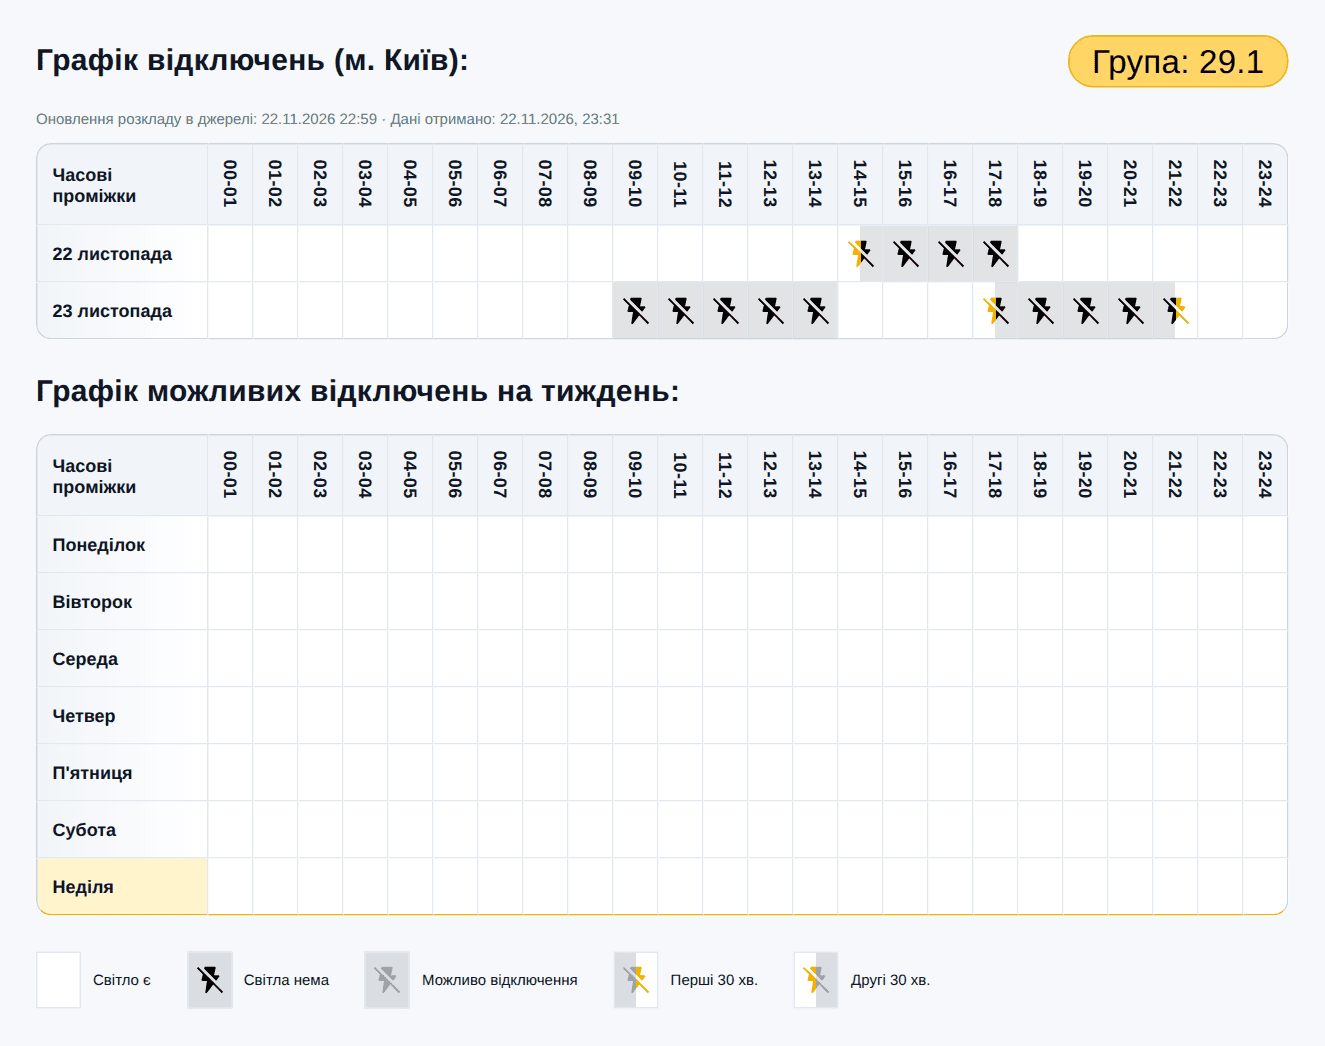 Графік відключень (м. Київ):
Група: 29.1
Оновлення розкладу в джерелі: 22.11.2026 22:59 · Дані отримано: 22.11.2026, 23:31
Часові проміжки 00-01 01-02 02-03 03-04 04-05 05-06 06-07 07-08 08-09 09-10 10-11 11-12 12-13 13-14 14-15 15-16 16-17 17-18 18-19 19-20 20-21 21-22 22-23 23-24
22 листопада
23 листопада
Графік можливих відключень на тиждень:
Часові проміжки 00-01 01-02 02-03 03-04 04-05 05-06 06-07 07-08 08-09 09-10 10-11 11-12 12-13 13-14 14-15 15-16 16-17 17-18 18-19 19-20 20-21 21-22 22-23 23-24
Понеділок
Вівторок
Середа
Четвер
П'ятниця
Субота
Неділя
Світло є Світла нема Можливо відключення Перші 30 хв. Другі 30 хв.